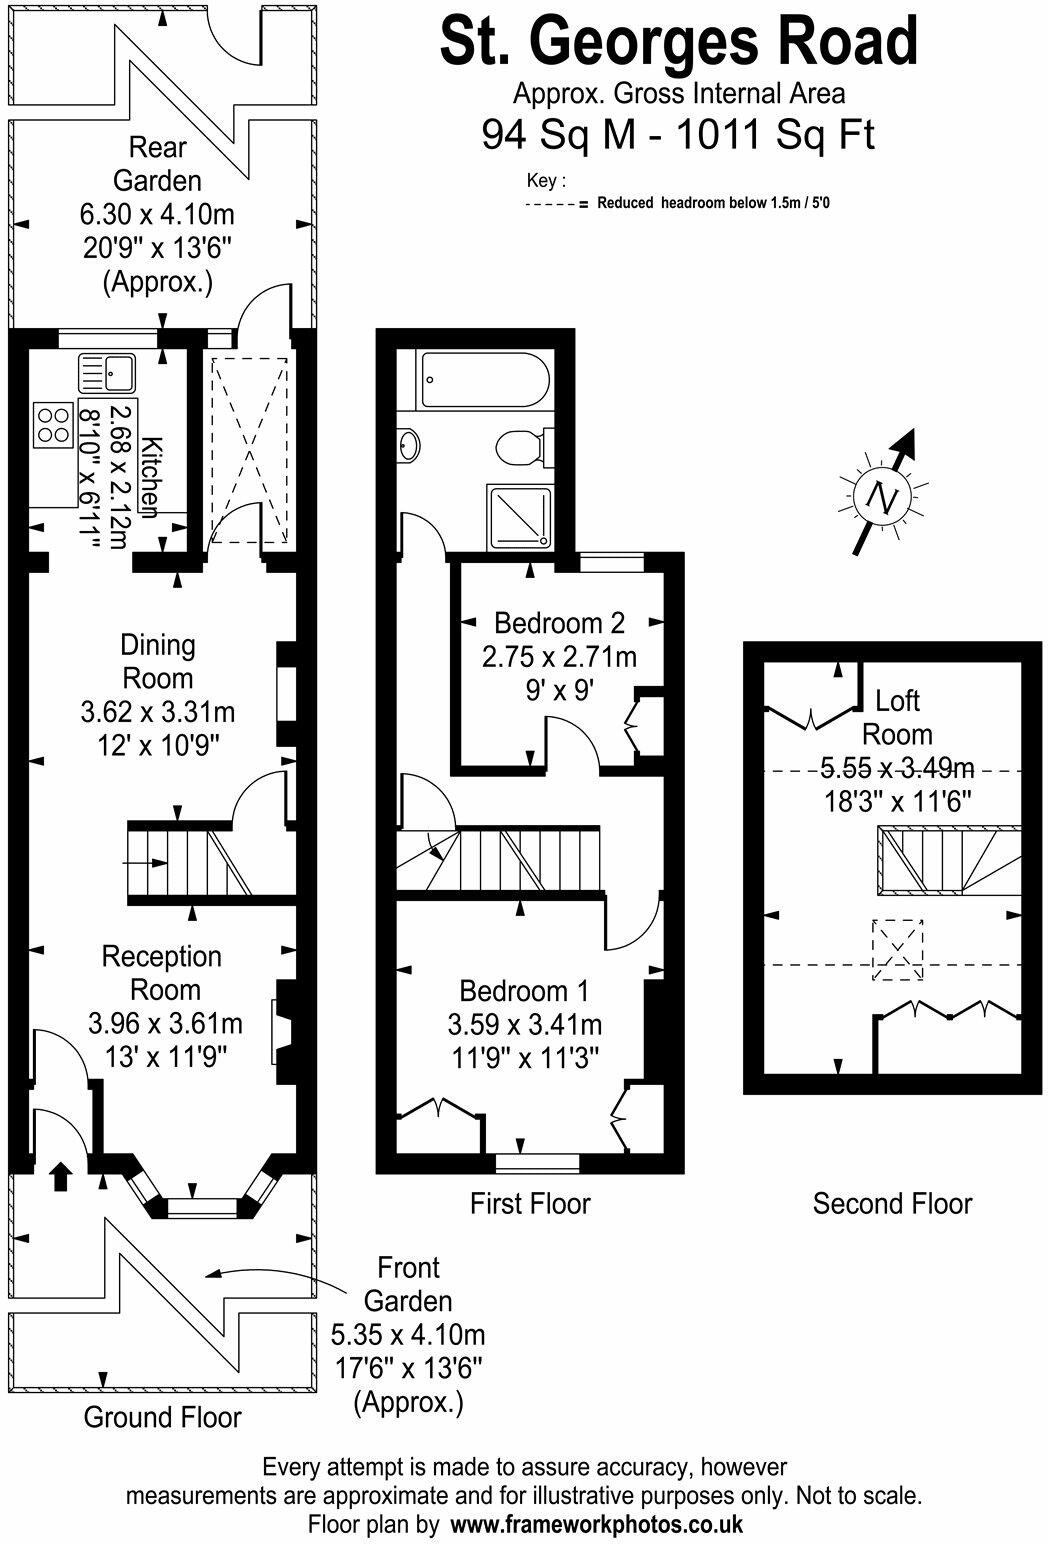 St. Georges Road
Approx. Gross Internal Area
94 Sq M - 1011 Sq Ft
Key :
= Reduced headroom below 1.5m / 5'0
Rear
Garden
6.30 x 4.10m
20'9" x 13'6"
(Approx.)
Kitchen
2.68 x 2.12m
8'10" x 6'11"
Dining
Room
3.62 x 3.31m
12' x 10'9"
Reception
Room
3.96 x 3.61m
13' x 11'9"
Front
Garden
5.35 x 4.10m
17'6" x 13'6"
(Approx.)
Ground Floor
Bedroom 2
2.75 x 2.71m
9' x 9'
Bedroom 1
3.59 x 3.41m
11'9" x 11'3"
First Floor
N
Loft
Room
5.55 x 3.49m
18'3" x 11'6"
Second Floor
Every attempt is made to assure accuracy, however
measurements are approximate and for illustrative purposes only. Not to scale.
Floor plan by www.frameworkphotos.co.uk